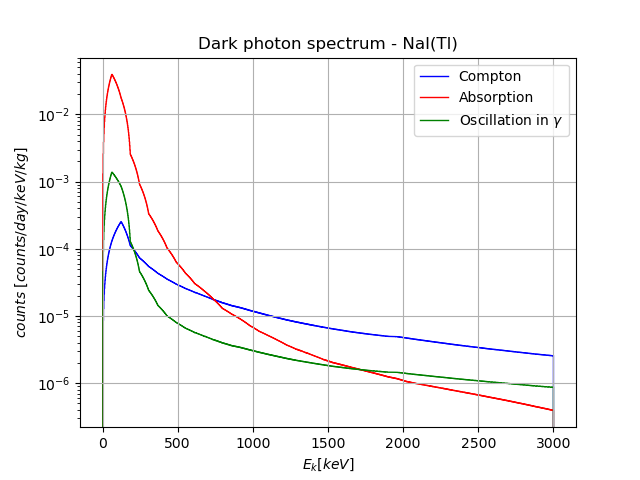 Dark photon spectrum - NaI(Tl)
Compton
Absorption
Oscillation in γ
counts [counts/day/keV/kg]
10⁻²
10⁻³
10⁻⁴
10⁻⁵
10⁻⁶
0 500 1000 1500 2000 2500 3000
Eₖ[keV]